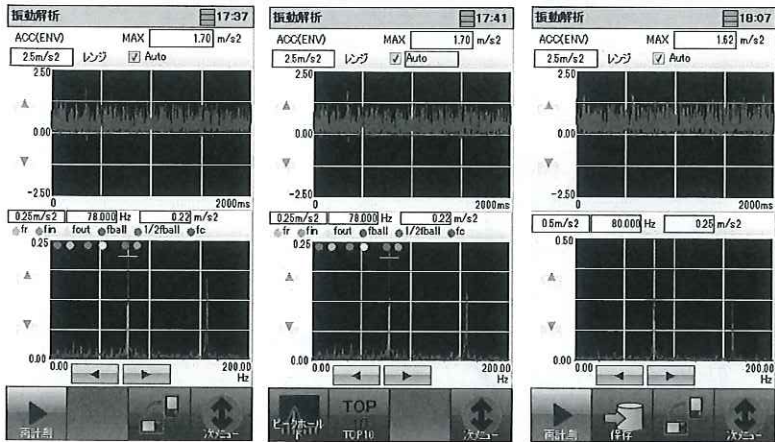 振動解析 17:37
ACC(ENV) MAX 1.70 m/s2
2.5m/s2 レンジ Auto
2.50
0.00
-2.50
0 2000ms
0.25m/s2 78.000 Hz 0.22 m/s2
fr fin fout fball 1/2fball fc
0.25
0.00
0.00 200.00
Hz
再計測 次メニュー
振動解析 17:41
ACC(ENV) MAX 1.70 m/s2
2.5m/s2 レンジ Auto
2.50
0.00
-2.50
0 2000ms
0.25m/s2 78.000 Hz 0.22 m/s2
fr fin fout fball 1/2fball fc
0.25
0.00
0.00 200.00
Hz
ピークホールド TOP TOP10 次メニュー
振動解析 18:07
ACC(ENV) MAX 1.62 m/s2
2.5m/s2 レンジ Auto
2.50
0.00
-2.50
0 2000ms
0.5m/s2 80.000 Hz 0.25 m/s2
0.50
0.00
0.00 200.00
Hz
再計測 保存 次メニュー